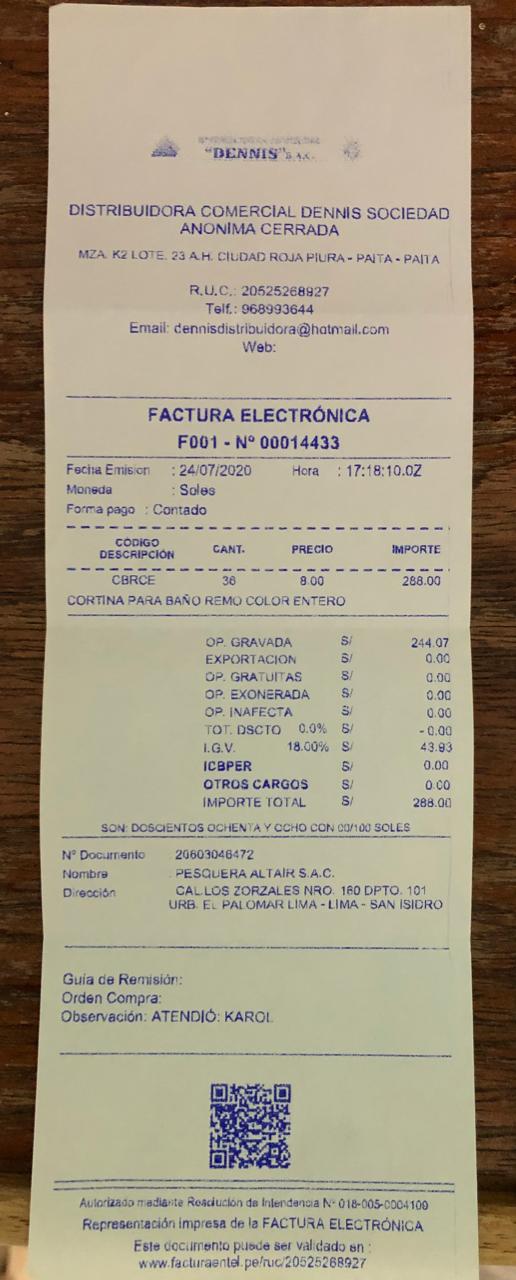 "DENNIS" S.A.C.
DISTRIBUIDORA COMERCIAL DENNIS SOCIEDAD
ANONIMA CERRADA
MZA. K2 LOTE. 23 A.H. CIUDAD ROJA PIURA - PAITA - PAITA
R.U.C.: 20525268927
Telf.: 968993644
Email: dennisdistribuidora@hotmail.com
Web:
FACTURA ELECTRÓNICA
F001 - Nº 00014433
Fecha Emision : 24/07/2020 Hora : 17:18:10.0Z
Moneda : Soles
Forma pago : Contado
CÓDIGO CANT. PRECIO IMPORTE
DESCRIPCIÓN
CBRCE 36 8.00 288.00
CORTINA PARA BAÑO REMO COLOR ENTERO
OP. GRAVADA S/ 244.07
EXPORTACION S/ 0.00
OP. GRATUITAS S/ 0.00
OP. EXONERADA S/ 0.00
OP. INAFECTA S/ 0.00
TOT. DSCTO 0.0% S/ - 0.00
I.G.V. 18.00% S/ 43.93
ICBPER S/ 0.00
OTROS CARGOS S/ 0.00
IMPORTE TOTAL S/ 288.00
SON: DOSCIENTOS OCHENTA Y OCHO CON 00/100 SOLES
Nº Documento : 20603046472
Nombre : PESQUERA ALTAIR S.A.C.
Dirección : CAL.LOS ZORZALES NRO. 160 DPTO. 101
URB. EL PALOMAR LIMA - LIMA - SAN ISIDRO
Guía de Remisión:
Orden Compra:
Observación: ATENDIÓ: KAROL
Autorizado mediante Resolución de Intendencia Nº 018-005-0004109
Representación impresa de la FACTURA ELECTRÓNICA
Este documento puede ser validado en :
www.facturaentel.pe/ruc/20525268927